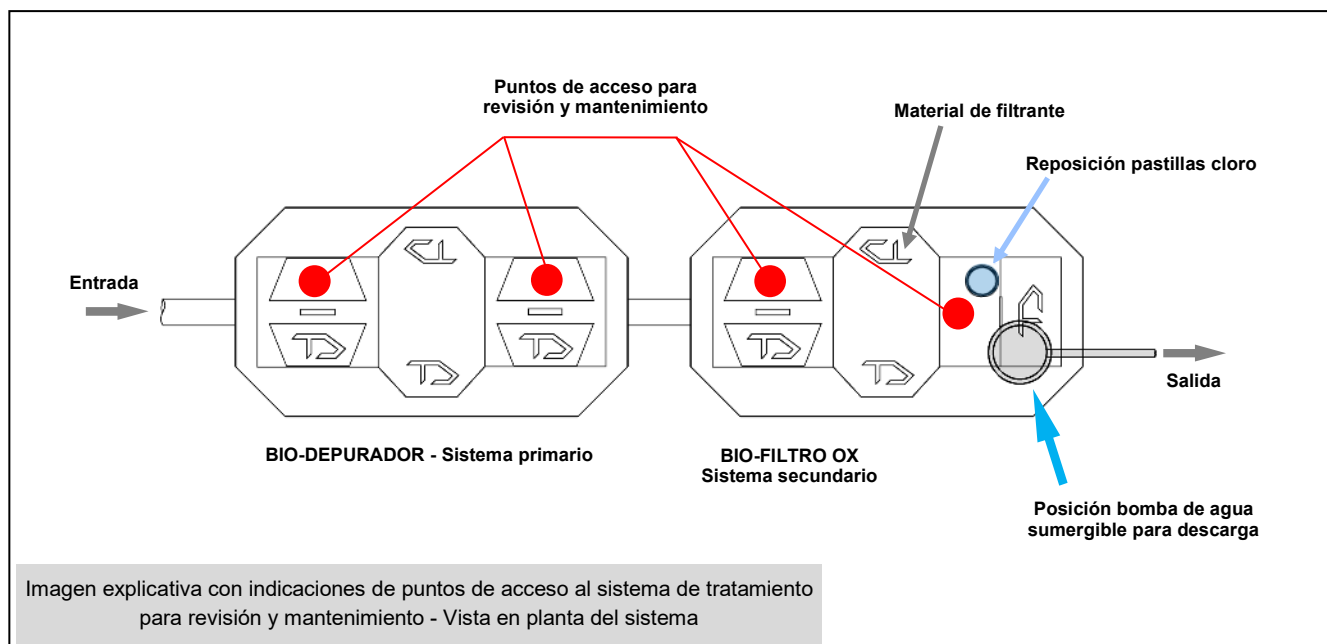 Puntos de acceso para
revisión y mantenimiento
Material de filtrante
Reposición pastillas cloro
Entrada
Salida
BIO-DEPURADOR - Sistema primario
BIO-FILTRO OX
Sistema secundario
Posición bomba de agua
sumergible para descarga
Imagen explicativa con indicaciones de puntos de acceso al sistema de tratamiento
para revisión y mantenimiento - Vista en planta del sistema